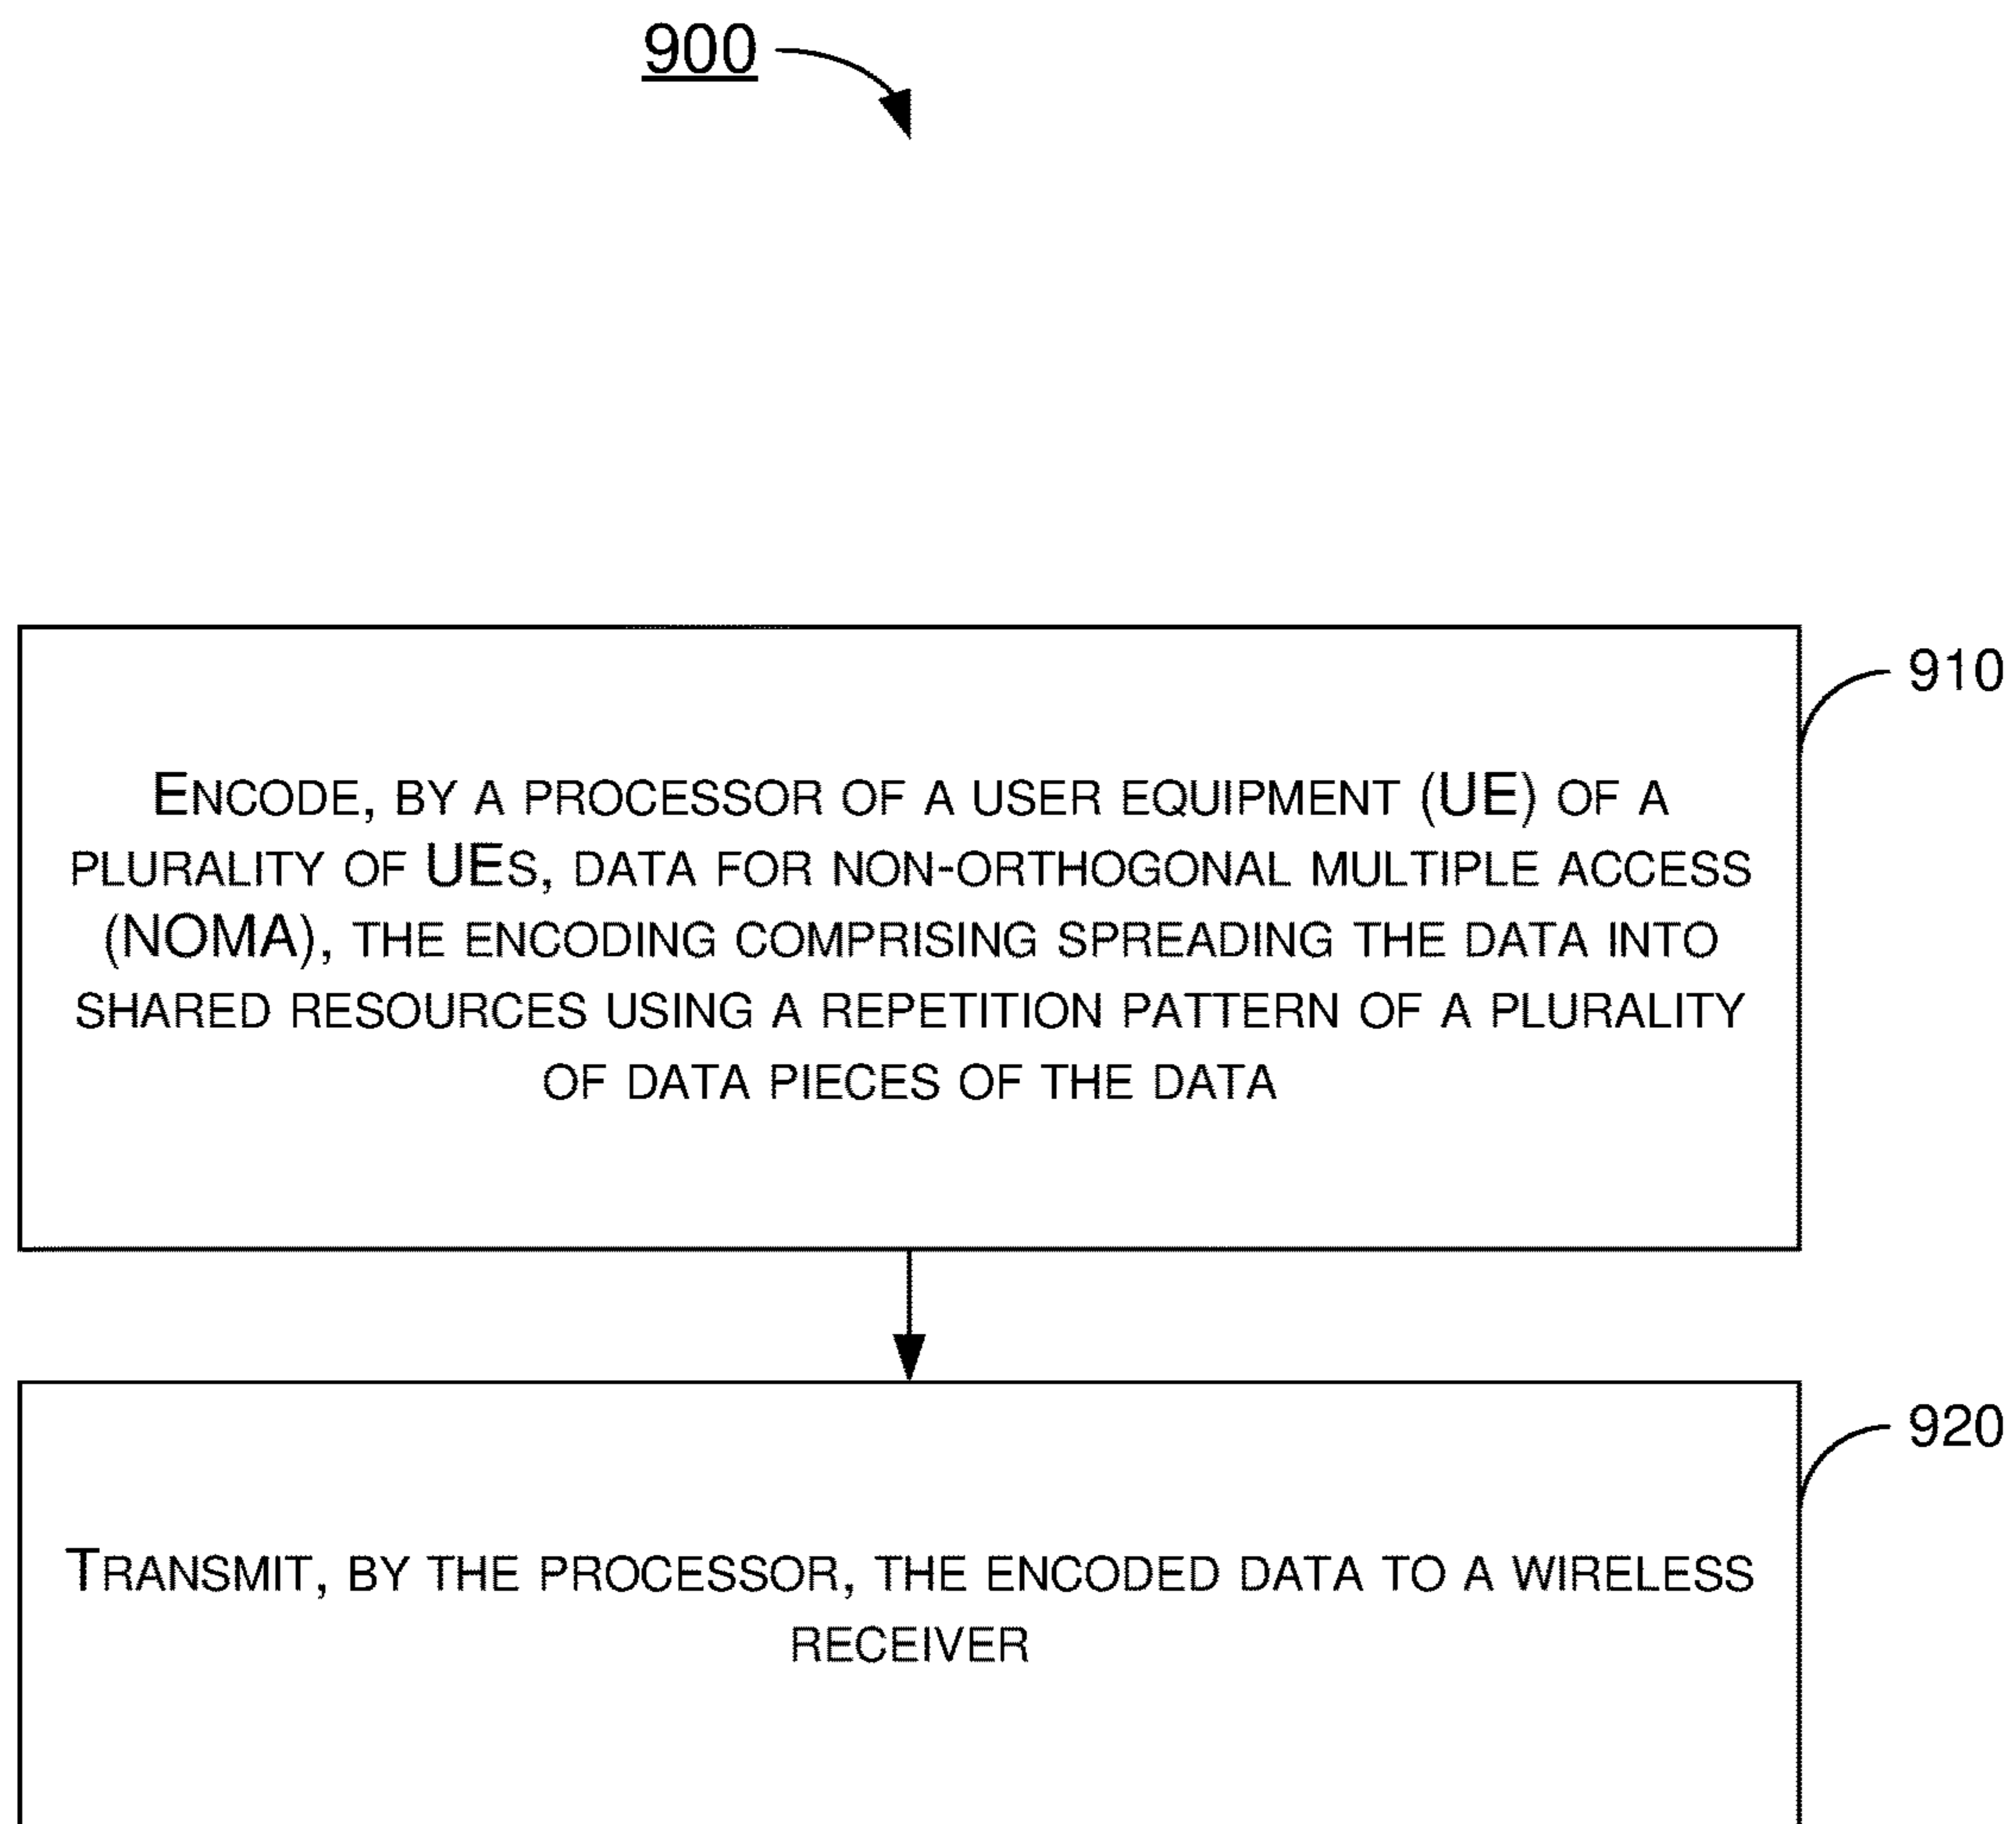 900
910
ENCODE, BY A PROCESSOR OF A USER EQUIPMENT (UE) OF A
PLURALITY OF UES, DATA FOR NON-ORTHOGONAL MULTIPLE ACCESS
(NOMA), THE ENCODING COMPRISING SPREADING THE DATA INTO
SHARED RESOURCES USING A REPETITION PATTERN OF A PLURALITY
OF DATA PIECES OF THE DATA
920
TRANSMIT, BY THE PROCESSOR, THE ENCODED DATA TO A WIRELESS
RECEIVER